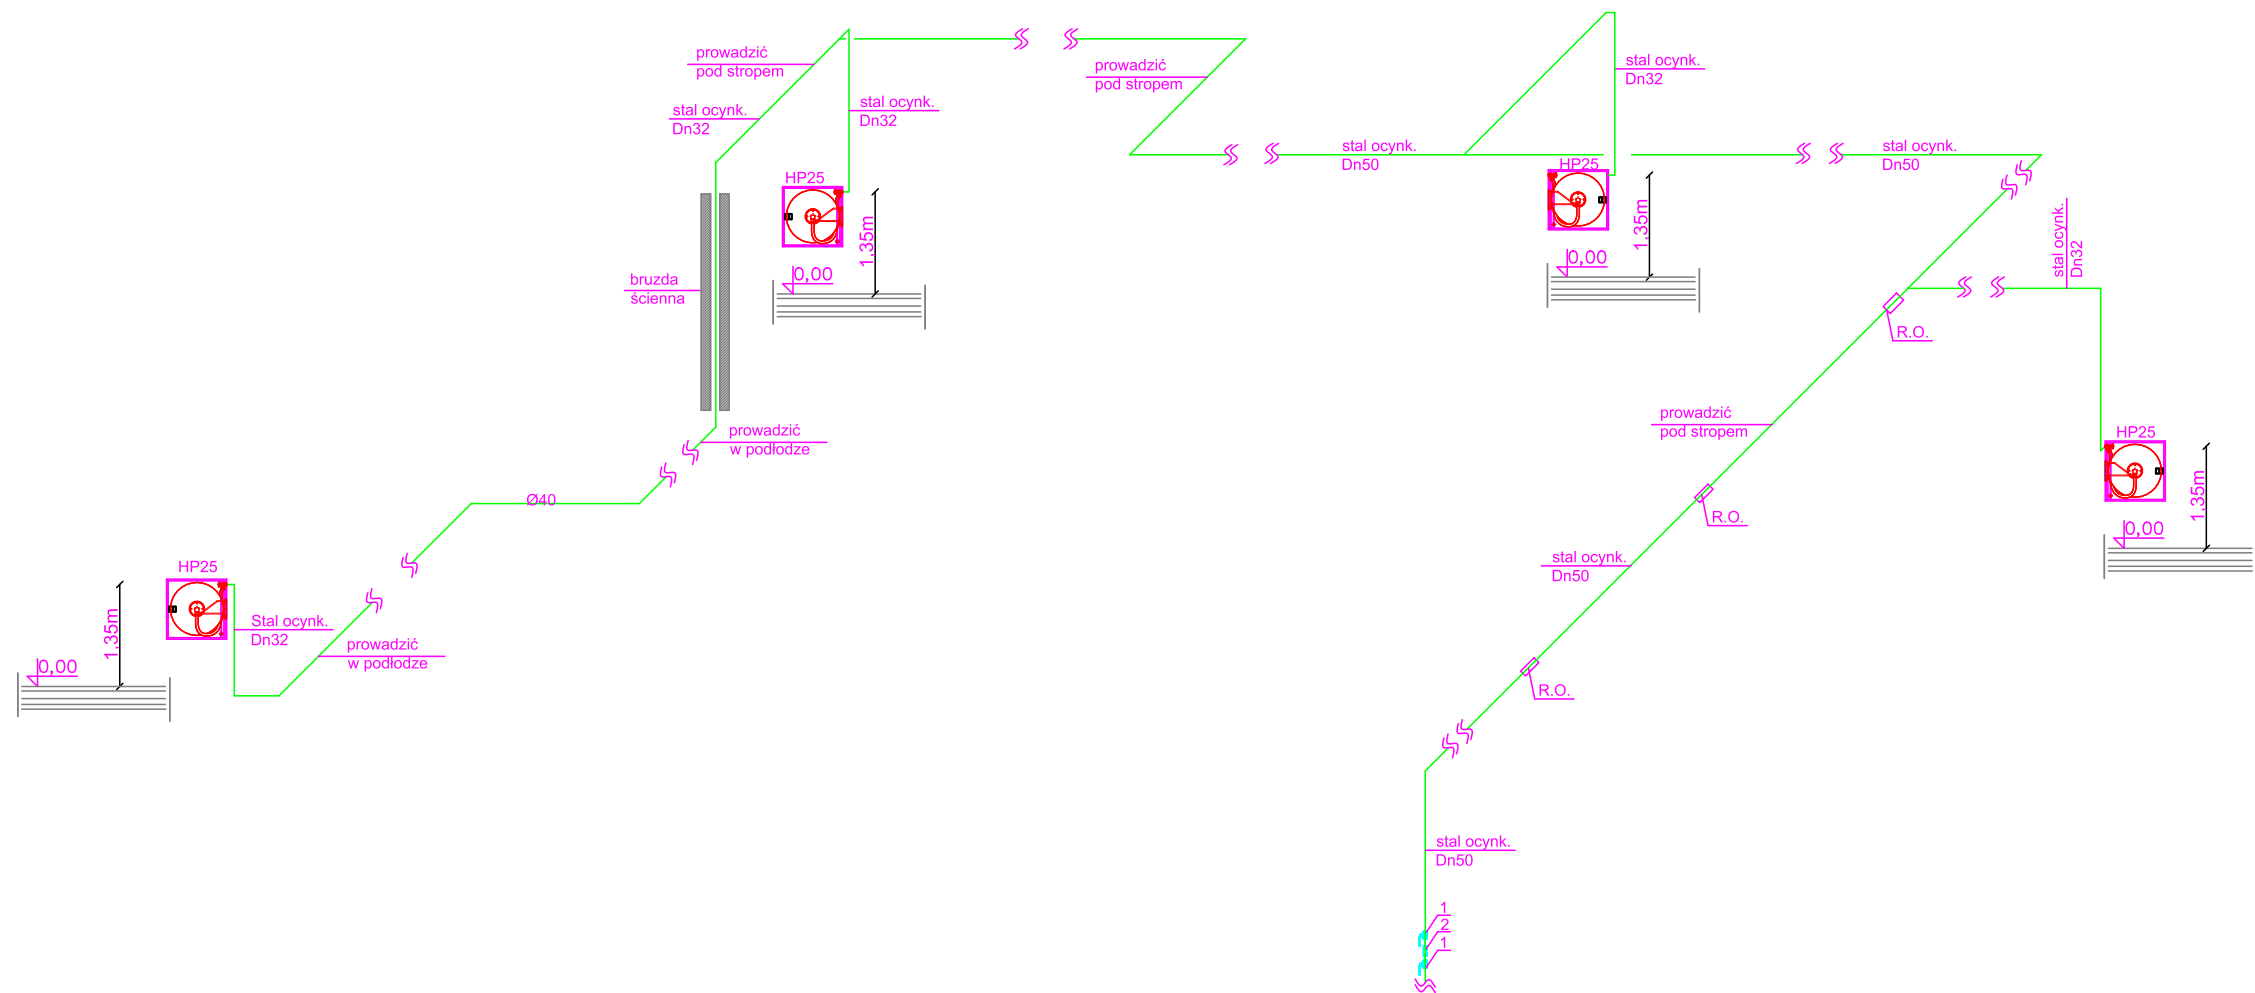 prowadzić
pod stropem
stal ocynk.
Dn32
stal ocynk.
Dn32
prowadzić
pod stropem
stal ocynk.
Dn32
stal ocynk.
Dn50
stal ocynk.
Dn50
HP25
1,35m
0,00
HP25
1,35m
0,00
stal ocynk.
Dn32
bruzda
ścienna
R.O.
prowadzić
w podłodze
prowadzić
pod stropem
HP25
1,35m
0,00
Ø40
R.O.
HP25
1,35m
0,00
Stal ocynk.
Dn32
prowadzić
w podłodze
stal ocynk.
Dn50
R.O.
stal ocynk.
Dn50
1
2
1